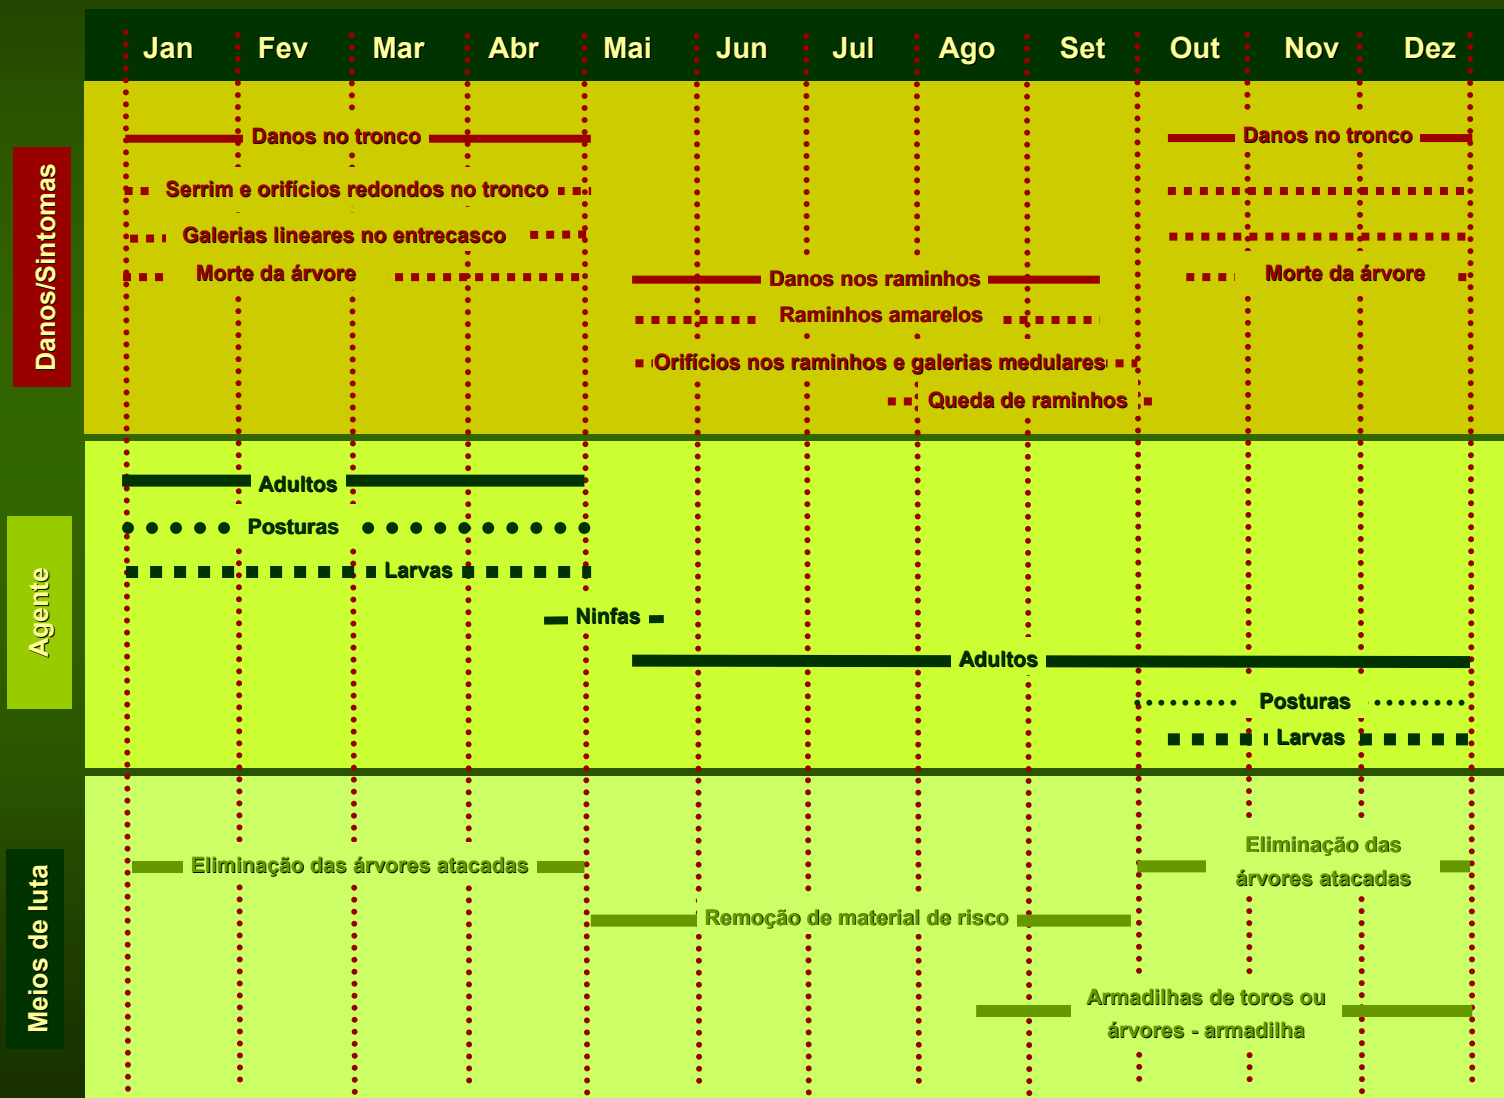 Jan Fev Mar Abr Mai Jun Jul Ago Set Out Nov Dez
Danos/Sintomas
Danos no tronco
Danos no tronco
Serrim e orifícios redondos no tronco
Galerias lineares no entrecasco
Morte da árvore
Morte da árvore
Danos nos raminhos
Raminhos amarelos
Orifícios nos raminhos e galerias medulares
Queda de raminhos
Agente
Adultos
Posturas
Larvas
Ninfas
Adultos
Posturas
Larvas
Meios de luta
Eliminação das árvores atacadas
Eliminação das
árvores atacadas
Remoção de material de risco
Armadilhas de toros ou
árvores - armadilha